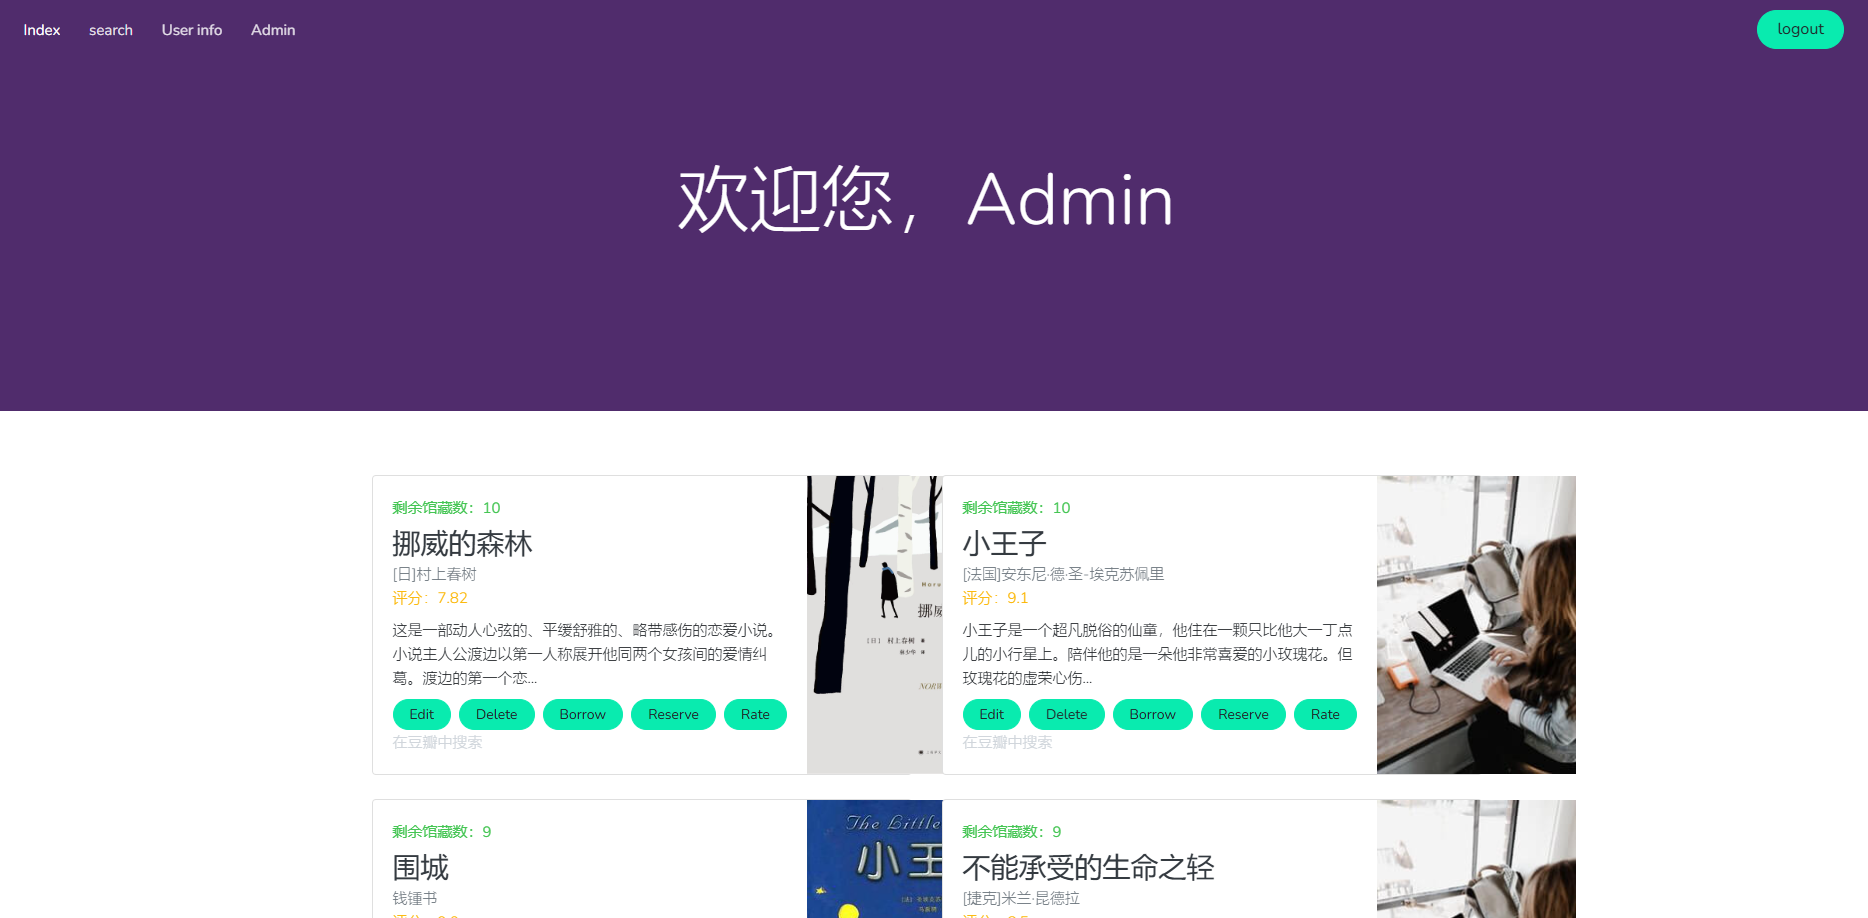 Index search User info Admin logout
欢迎您，Admin
剩余馆藏数：10
挪威的森林
[日]村上春树
评分：7.82
这是一部动人心弦的、平缓舒雅的、略带感伤的恋爱小说。
小说主人公渡边以第一人称展开他同两个女孩间的爱情纠
葛。渡边的第一个恋...
Edit Delete Borrow Reserve Rate
在豆瓣中搜索
挪威
[日] 村上春树 著
林少华 译
NORW
剩余馆藏数：10
小王子
[法国]安东尼·德·圣-埃克苏佩里
评分：9.1
小王子是一个超凡脱俗的仙童，他住在一颗只比他大一丁点
儿的小行星上。陪伴他的是一朵他非常喜爱的小玫瑰花。但
玫瑰花的虚荣心伤...
Edit Delete Borrow Reserve Rate
在豆瓣中搜索
剩余馆藏数：9
围城
钱锺书
The Little
小王
剩余馆藏数：9
不能承受的生命之轻
[捷克]米兰·昆德拉